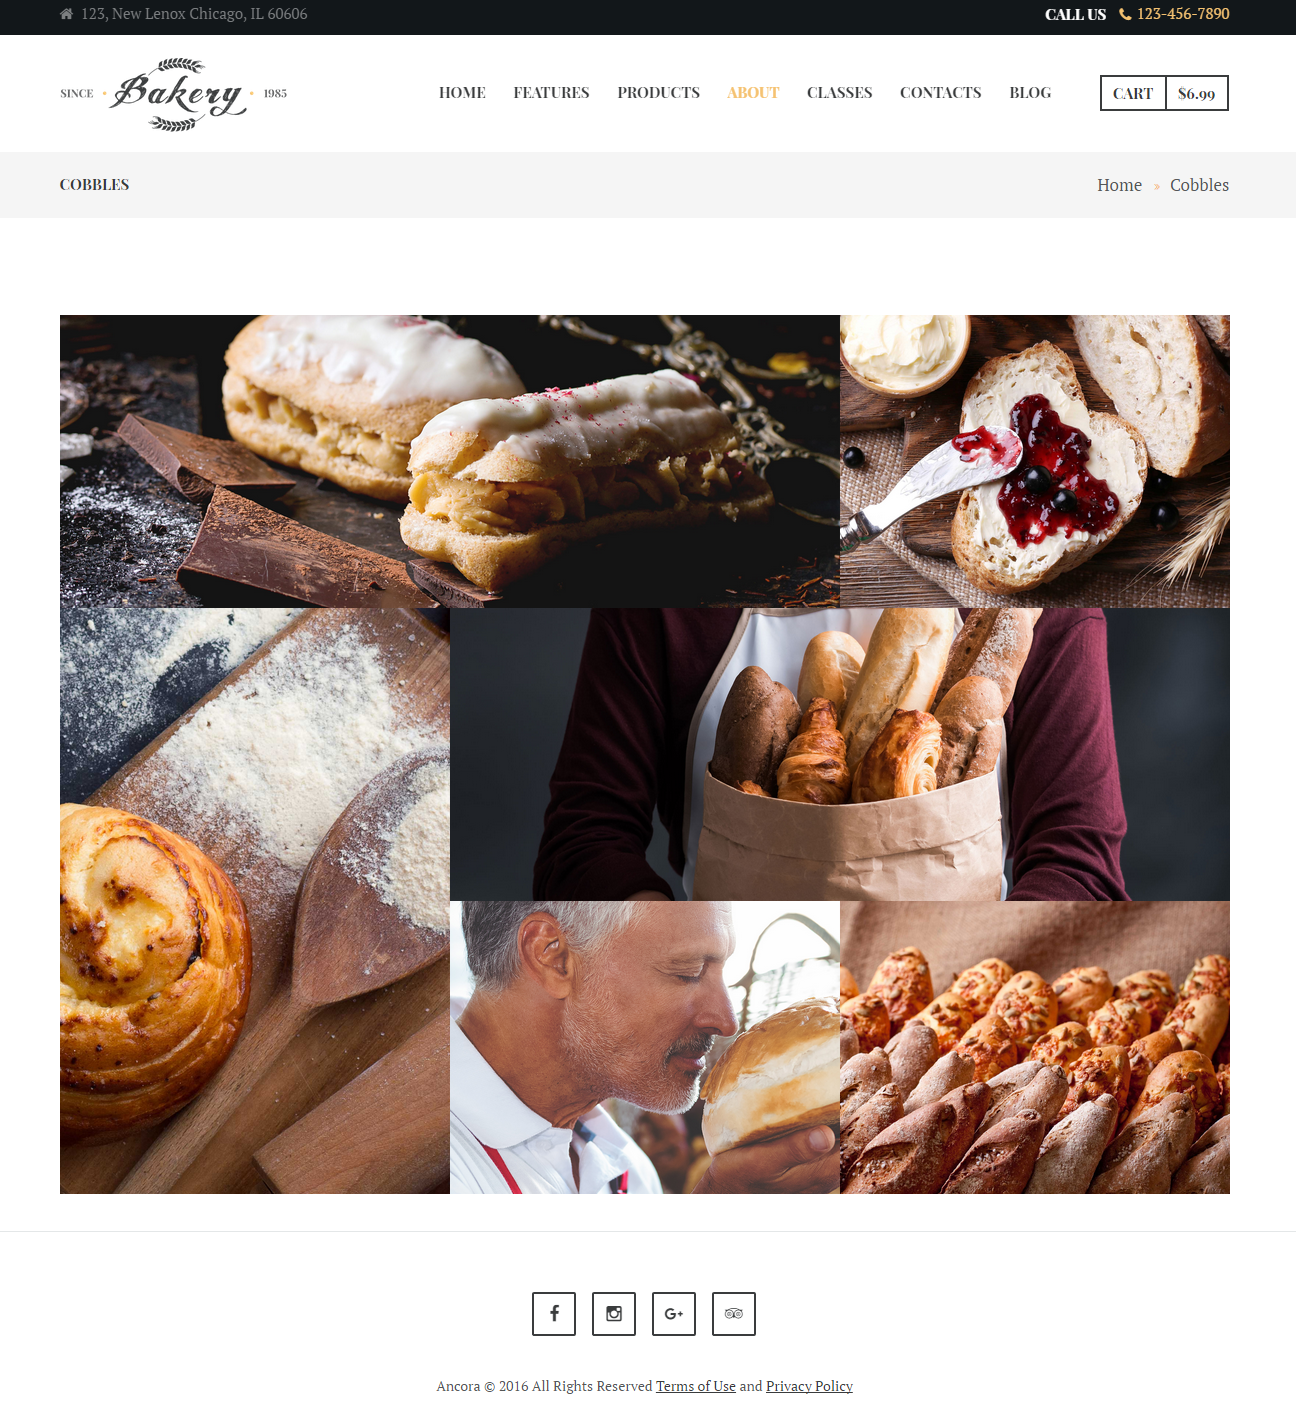 123, New Lenox Chicago, IL 60606
CALL US 123-456-7890
SINCE Bakery 1985
HOME FEATURES PRODUCTS ABOUT CLASSES CONTACTS BLOG
CART $6.99
COBBLES
Home » Cobbles
Ancora © 2016 All Rights Reserved Terms of Use and Privacy Policy